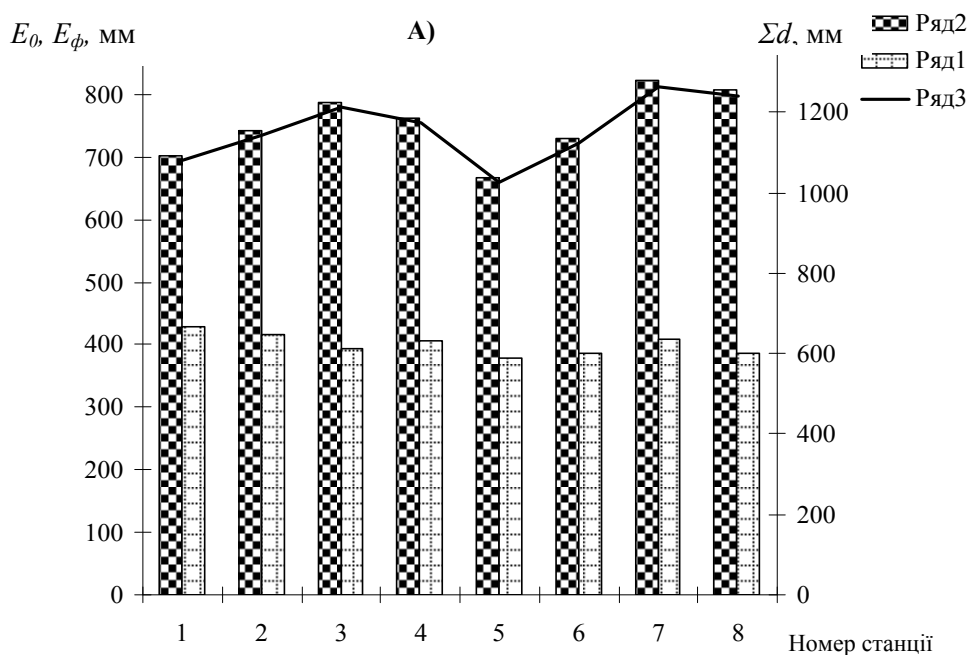 E₀, Eф, мм
А)
Σd, мм
Ряд2
Ряд1
Ряд3
800
700
600
500
400
300
200
100
0
1200
1000
800
600
400
200
0
1 2 3 4 5 6 7 8
Номер станції